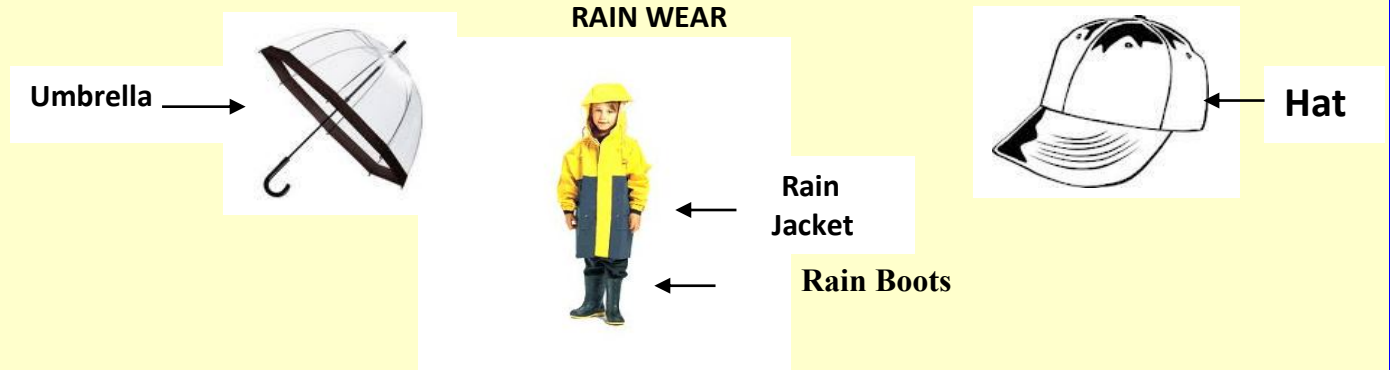 RAIN WEAR
Umbrella
Hat
Rain
Jacket
Rain Boots